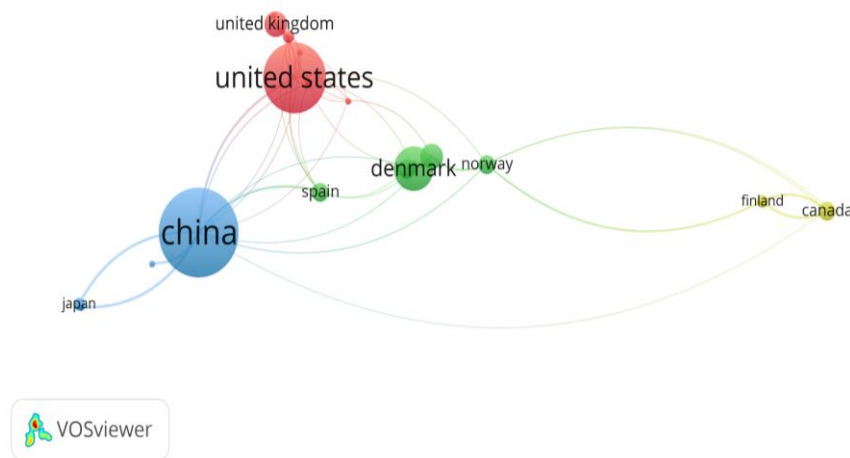 united kingdom
united states
denmark
norway
spain
finland
canada
china
japan
VOSviewer